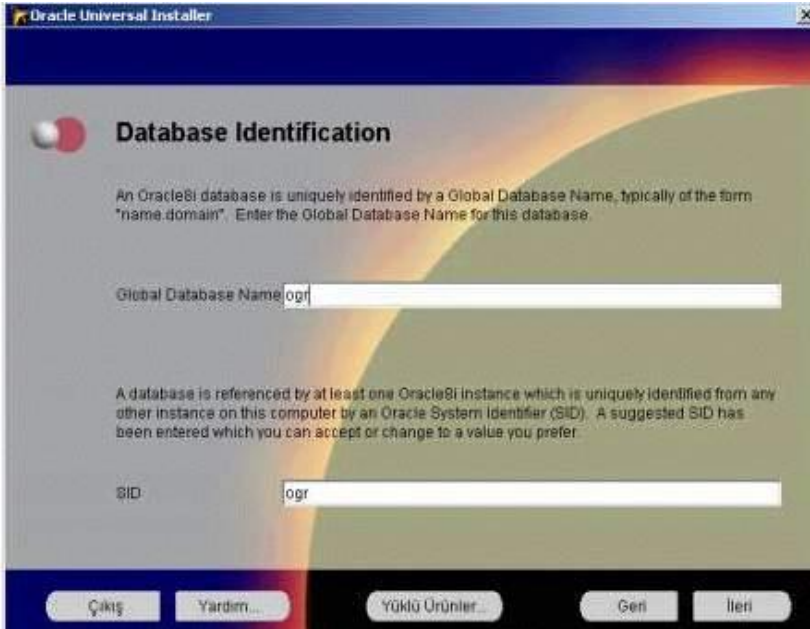 Oracle Universal Installer
Database Identification
An Oracle8i database is uniquely identified by a Global Database Name, typically of the form
"name.domain". Enter the Global Database Name for this database.
Global Database Name ogr
A database is referenced by at least one Oracle8i instance which is uniquely identified from any
other instance on this computer by an Oracle System Identifier (SID). A suggested SID has
been entered which you can accept or change to a value you prefer.
SID ogr
Çıkış Yardım... Yüklü Ürünler... Geri İleri